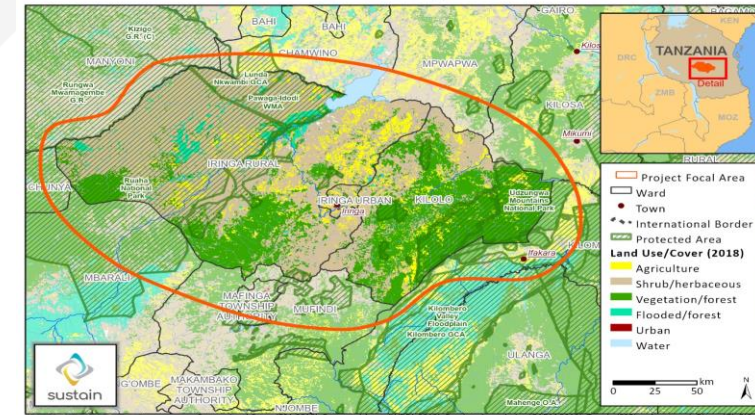 GAIRO
BAHI
BAHI
Kizigo
G.R. (C)
CHAMWINO
MANYONI
Lunda
Nkwambi GCA
MPWAPWA
Rungwa
Mwamagembe
G.R.
Pawaga-Idodi
WMA
KILOSA
Mikumi
IRINGA RURAL
Ruaha
National
Park
IRINGA URBAN
Iringa
KILOLO
Udzungwa
Mountains
National Park
Ifakara
MBARALI
MAFINGA
TOWNSHIP
AUTHORITY
MUFINDI
Kilombero
Valley
Floodplain
Kilombero GCA
ULANGA
MAKAMBAKO
TOWNSHIP
AUTHORITY
NJOMBE
Mahenge O.A.
sustain
KEN
TANZANIA
Detail
DRC
ZMB
MOZ
RURAL
Project Focal Area
Ward
Town
International Border
Protected Area
Land Use/Cover (2018)
Agriculture
Shrub/herbaceous
Vegetation/forest
Flooded/forest
Urban
Water
0 25 50 km
N